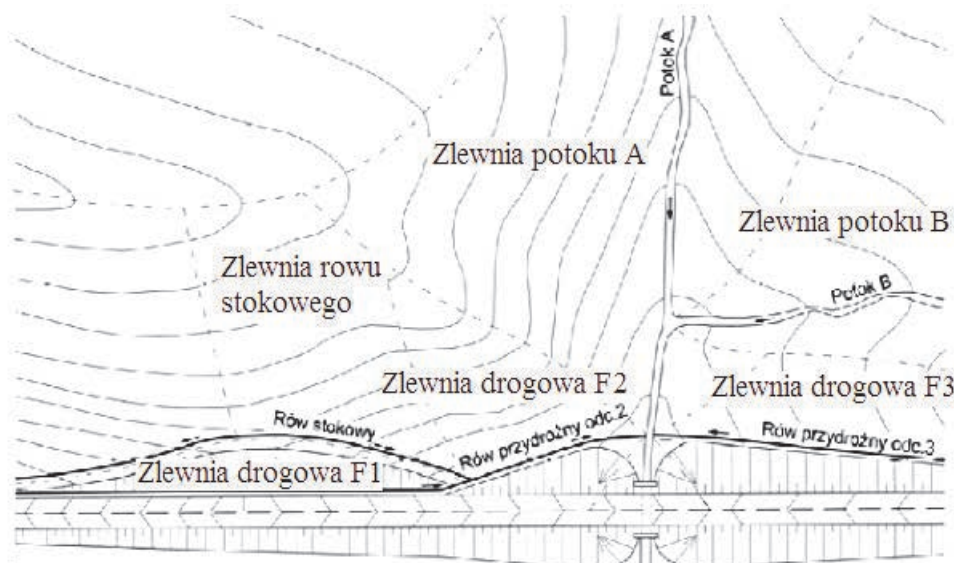 Potok A
Zlewnia potoku A
Zlewnia potoku B
Zlewnia rowu
stokowego
Potok B
Zlewnia drogowa F2
Zlewnia drogowa F3
Rów stokowy
Rów przydrożny odc.2
Rów przydrożny odc.3
Zlewnia drogowa F1